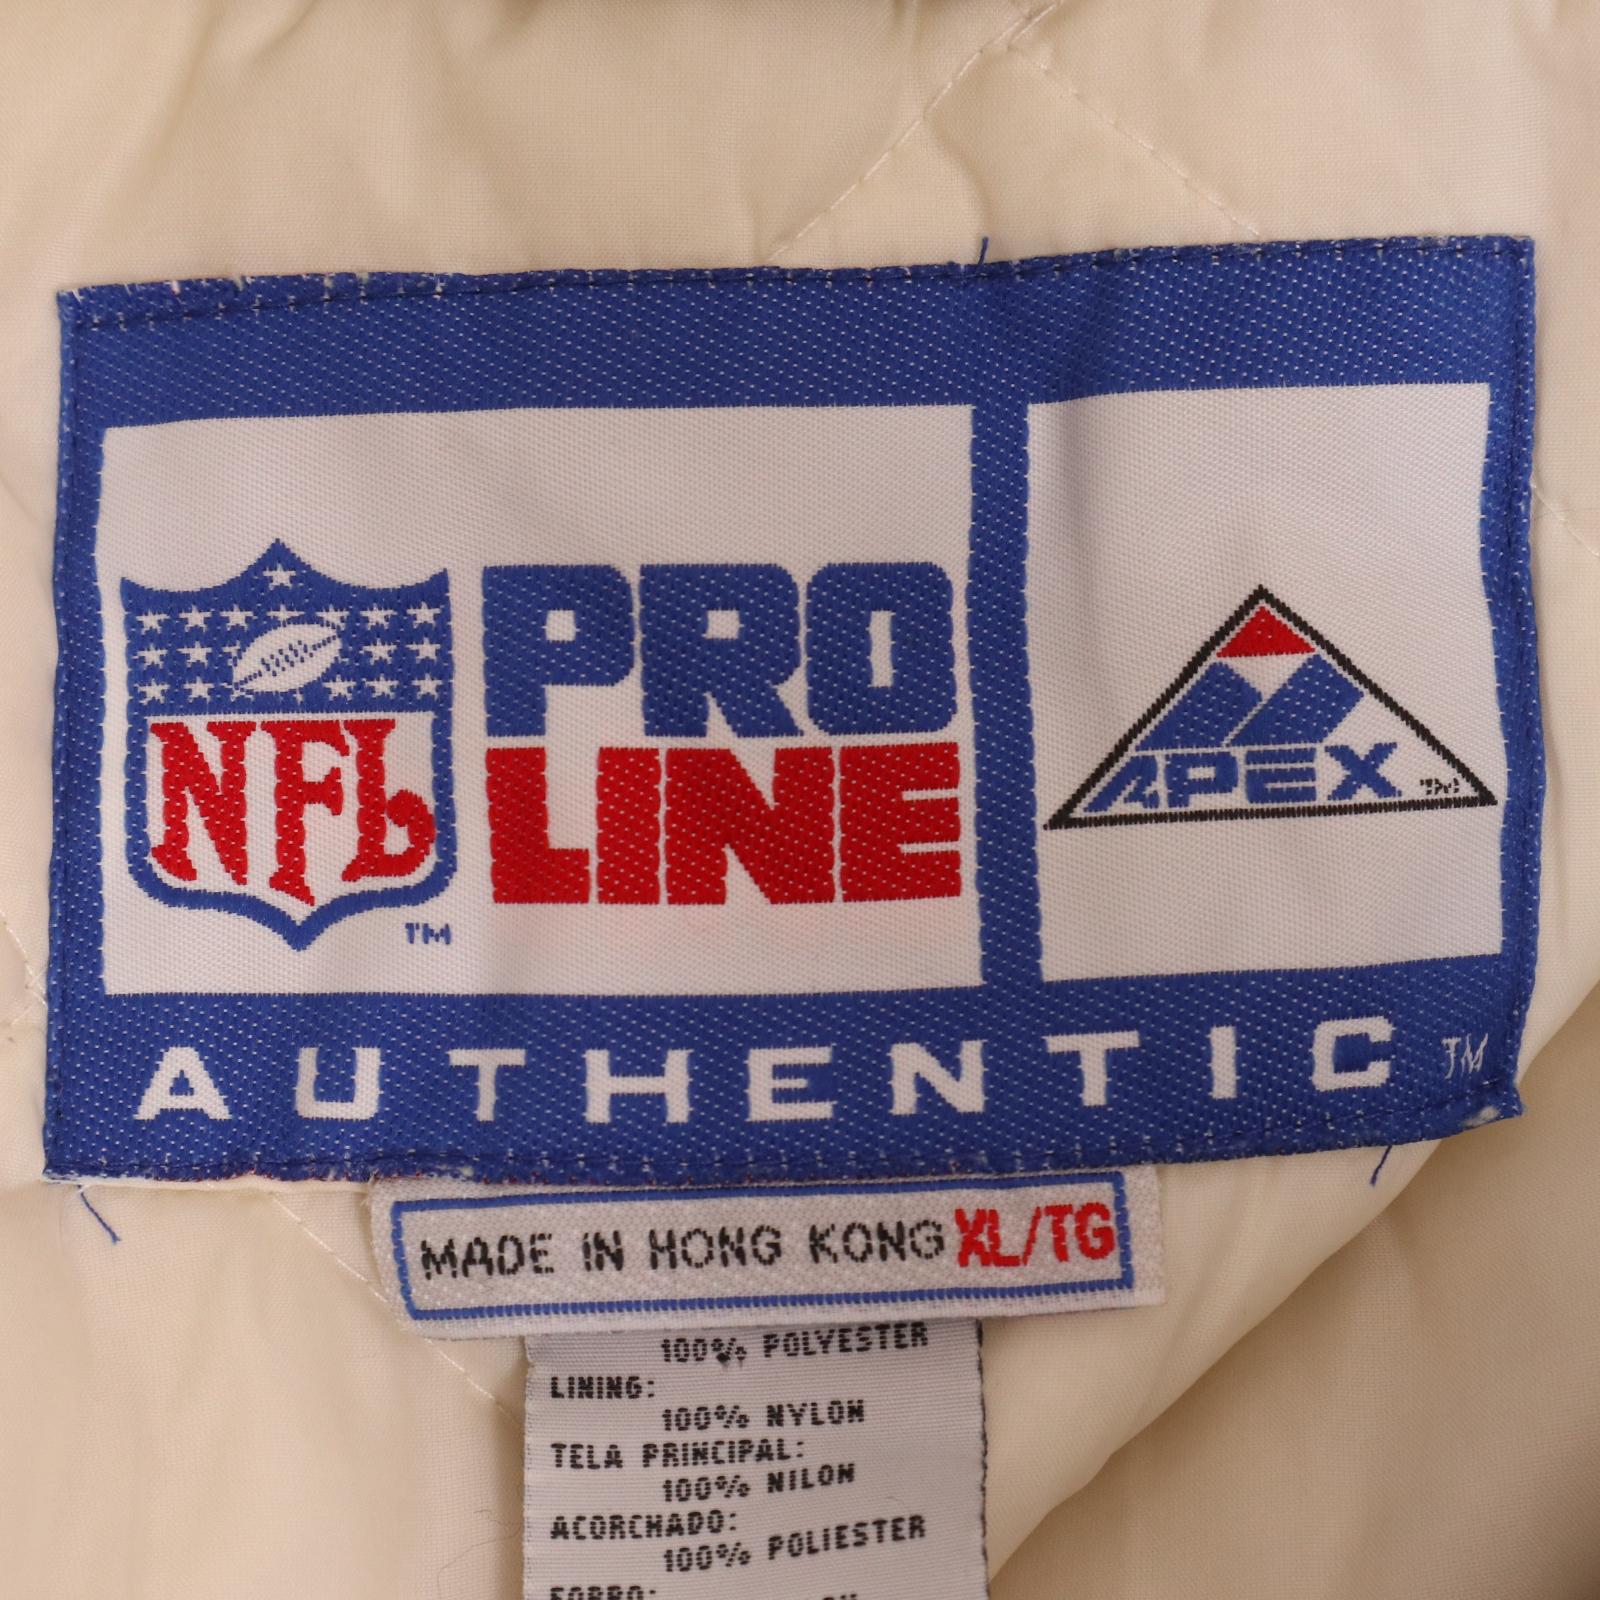 NFL
TM
PRO
LINE
APEX TM
AUTHENTIC TM
MADE IN HONG KONG XL/TG
100% POLYESTER
LINING:
100% NYLON
TELA PRINCIPAL:
100% NILON
ACORCHADO:
100% POLIESTER
FORRO: